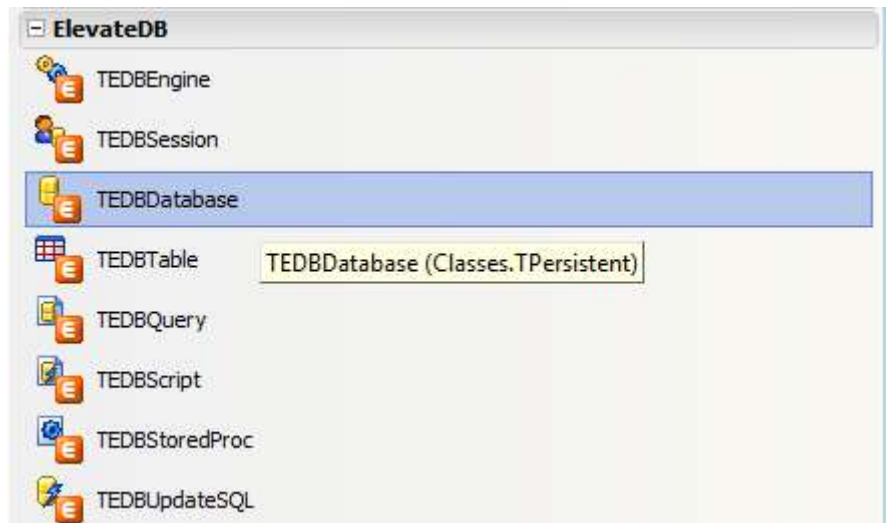 ElevateDB
TEDBEngine
TEDBSession
TEDBDatabase
TEDBTable
TEDBDatabase (Classes.TPersistent)
TEDBQuery
TEDBScript
TEDBStoredProc
TEDBUpdateSQL